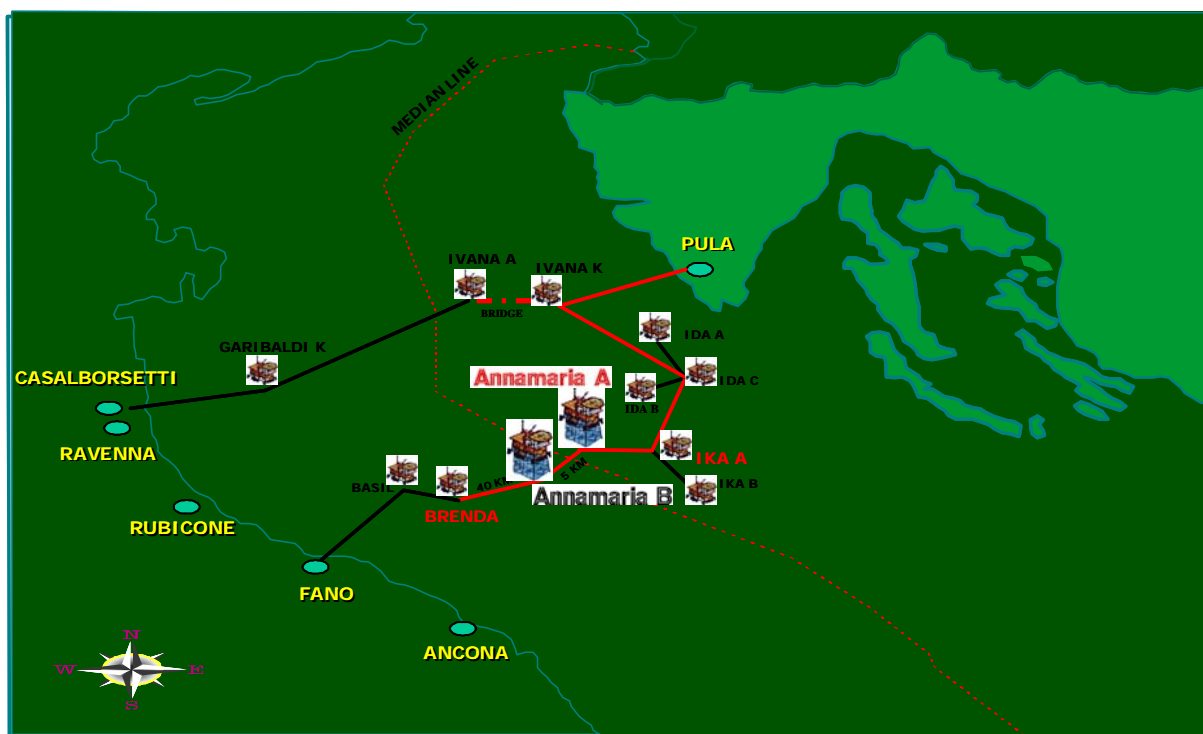 MEDIAN LINE
PULA
IVANA A
IVANA K
BRIDGE
IDA A
GARIBALDI K
CASALBORSETTI
Annamaria A
IDA C
IDA B
RAVENNA
IKA A
5 KM
BASIL
40 KM
IKA B
Annamaria B
BRENDA
RUBICONE
FANO
ANCONA
N
W
E
S